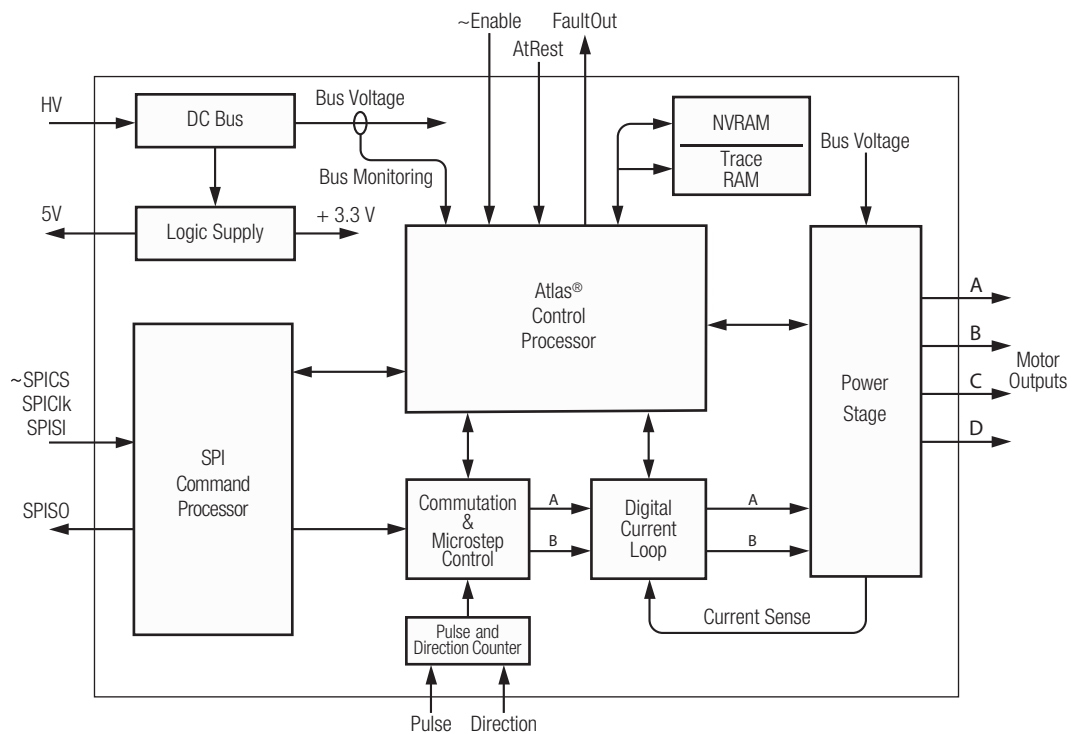 ~Enable
FaultOut
AtRest
HV
DC Bus
Bus Voltage
Bus Monitoring
NVRAM
Trace
RAM
Bus Voltage
5V
Logic Supply
+ 3.3 V
Atlas®
Control
Processor
A
B
C
D
Motor
Outputs
Power
Stage
~SPICS
SPIClk
SPISI
SPISO
SPI
Command
Processor
Commutation
&
Microstep
Control
A
B
Digital
Current
Loop
A
B
Current Sense
Pulse and
Direction Counter
Pulse
Direction